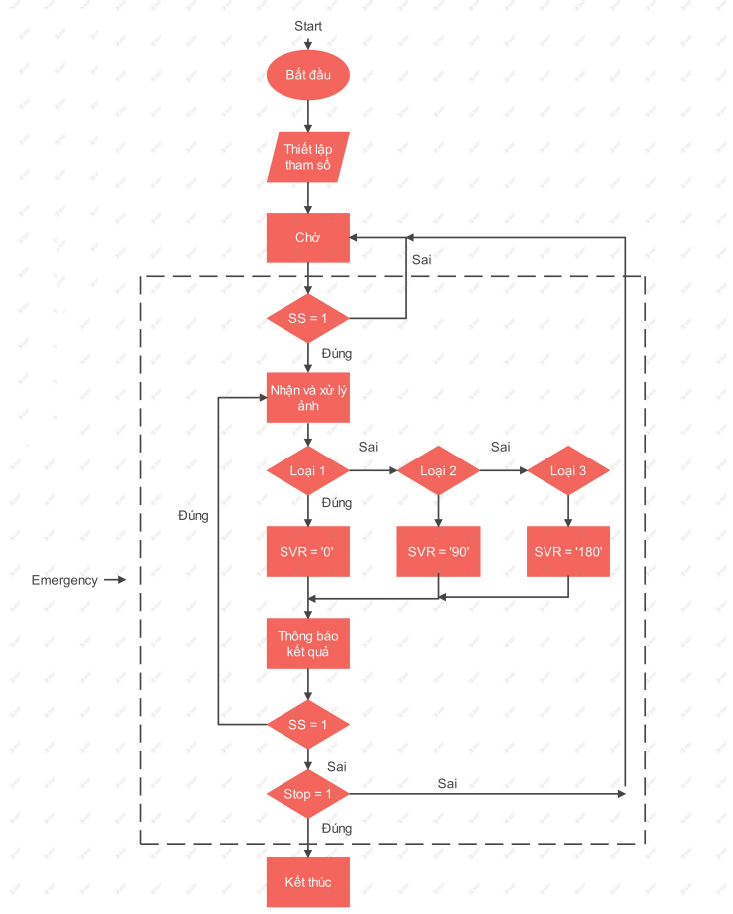 Start
Bắt đầu
Thiết lập
tham số
Chờ
Sai
SS = 1
Đúng
Nhận và xử lý
ảnh
Loại 1
Sai
Loại 2
Sai
Loại 3
Đúng
Đúng
SVR = '0'
SVR = '90'
SVR = '180'
Emergency
Thông báo
kết quả
SS = 1
Sai
Stop = 1
Sai
Đúng
Kết thúc